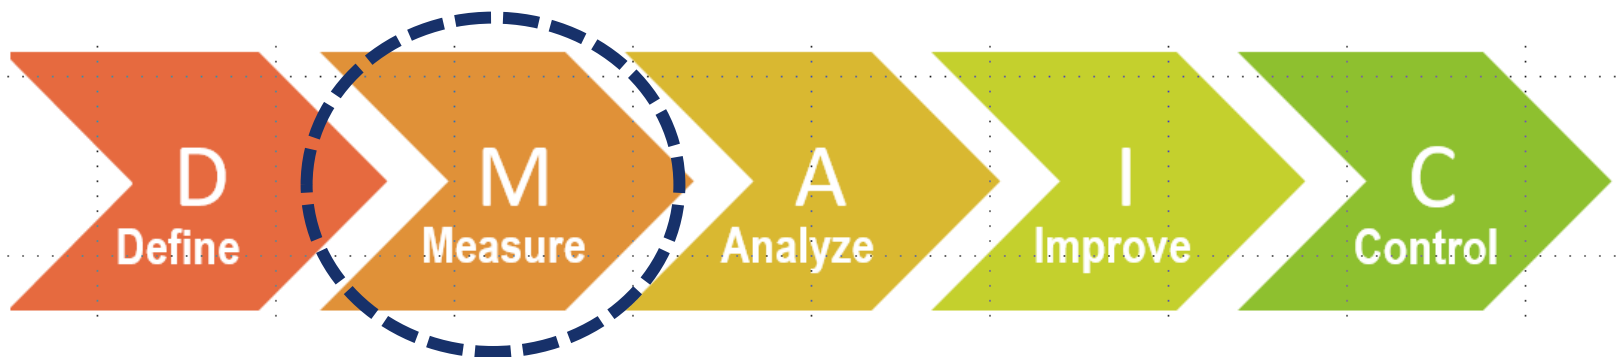 D
Define
M
Measure
A
Analyze
I
Improve
C
Control